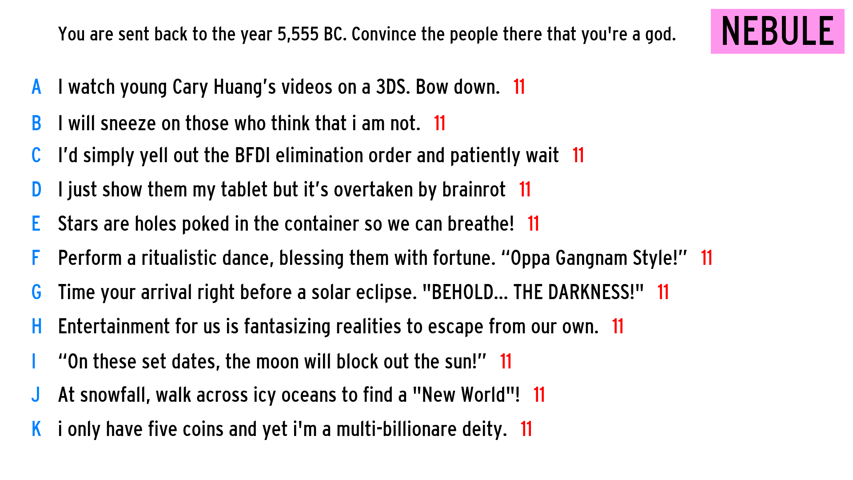 You are sent back to the year 5,555 BC. Convince the people there that you're a god.
NEBULE
A I watch young Cary Huang’s videos on a 3DS. Bow down. 11
B I will sneeze on those who think that i am not. 11
C I’d simply yell out the BFDI elimination order and patiently wait 11
D I just show them my tablet but it’s overtaken by brainrot 11
E Stars are holes poked in the container so we can breathe! 11
F Perform a ritualistic dance, blessing them with fortune. “Oppa Gangnam Style!” 11
G Time your arrival right before a solar eclipse. "BEHOLD... THE DARKNESS!" 11
H Entertainment for us is fantasizing realities to escape from our own. 11
I “On these set dates, the moon will block out the sun!” 11
J At snowfall, walk across icy oceans to find a "New World"! 11
K i only have five coins and yet i'm a multi-billionare deity. 11